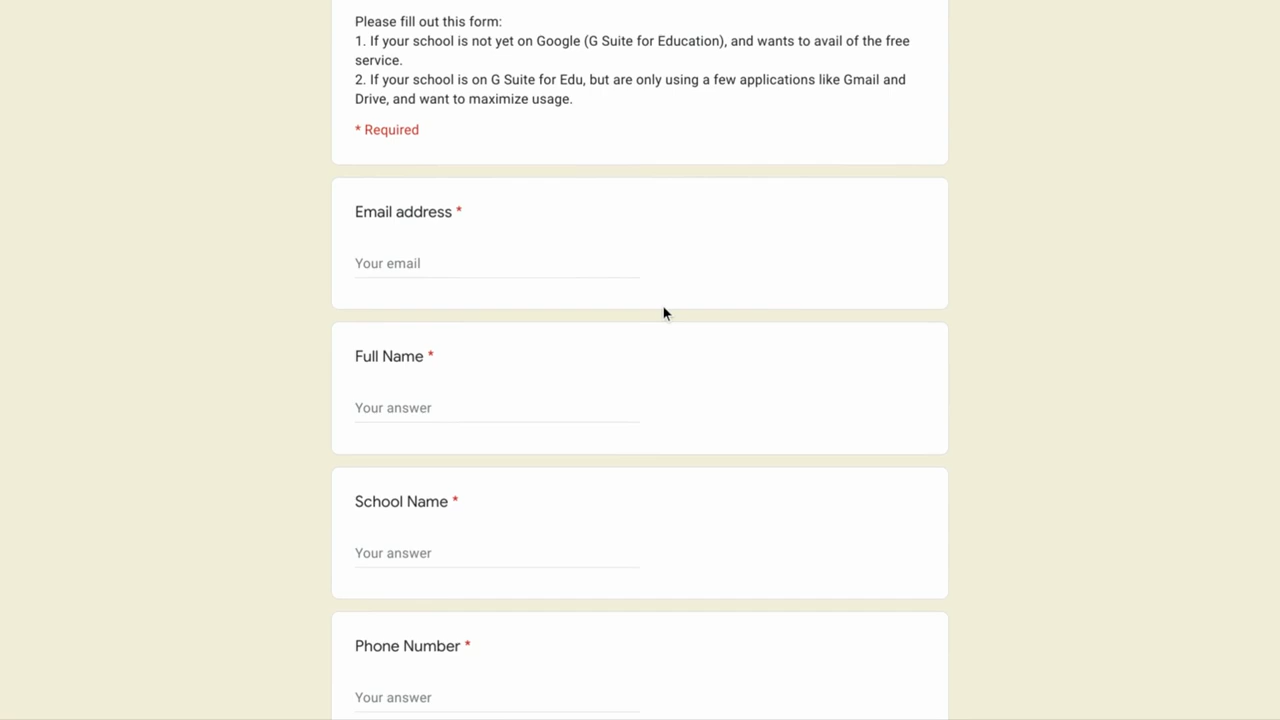 Please fill out this form:
1. If your school is not yet on Google (G Suite for Education), and wants to avail of the free
service.
2. If your school is on G Suite for Edu, but are only using a few applications like Gmail and
Drive, and want to maximize usage.
* Required
Email address *
Your email
Full Name *
Your answer
School Name *
Your answer
Phone Number *
Your answer